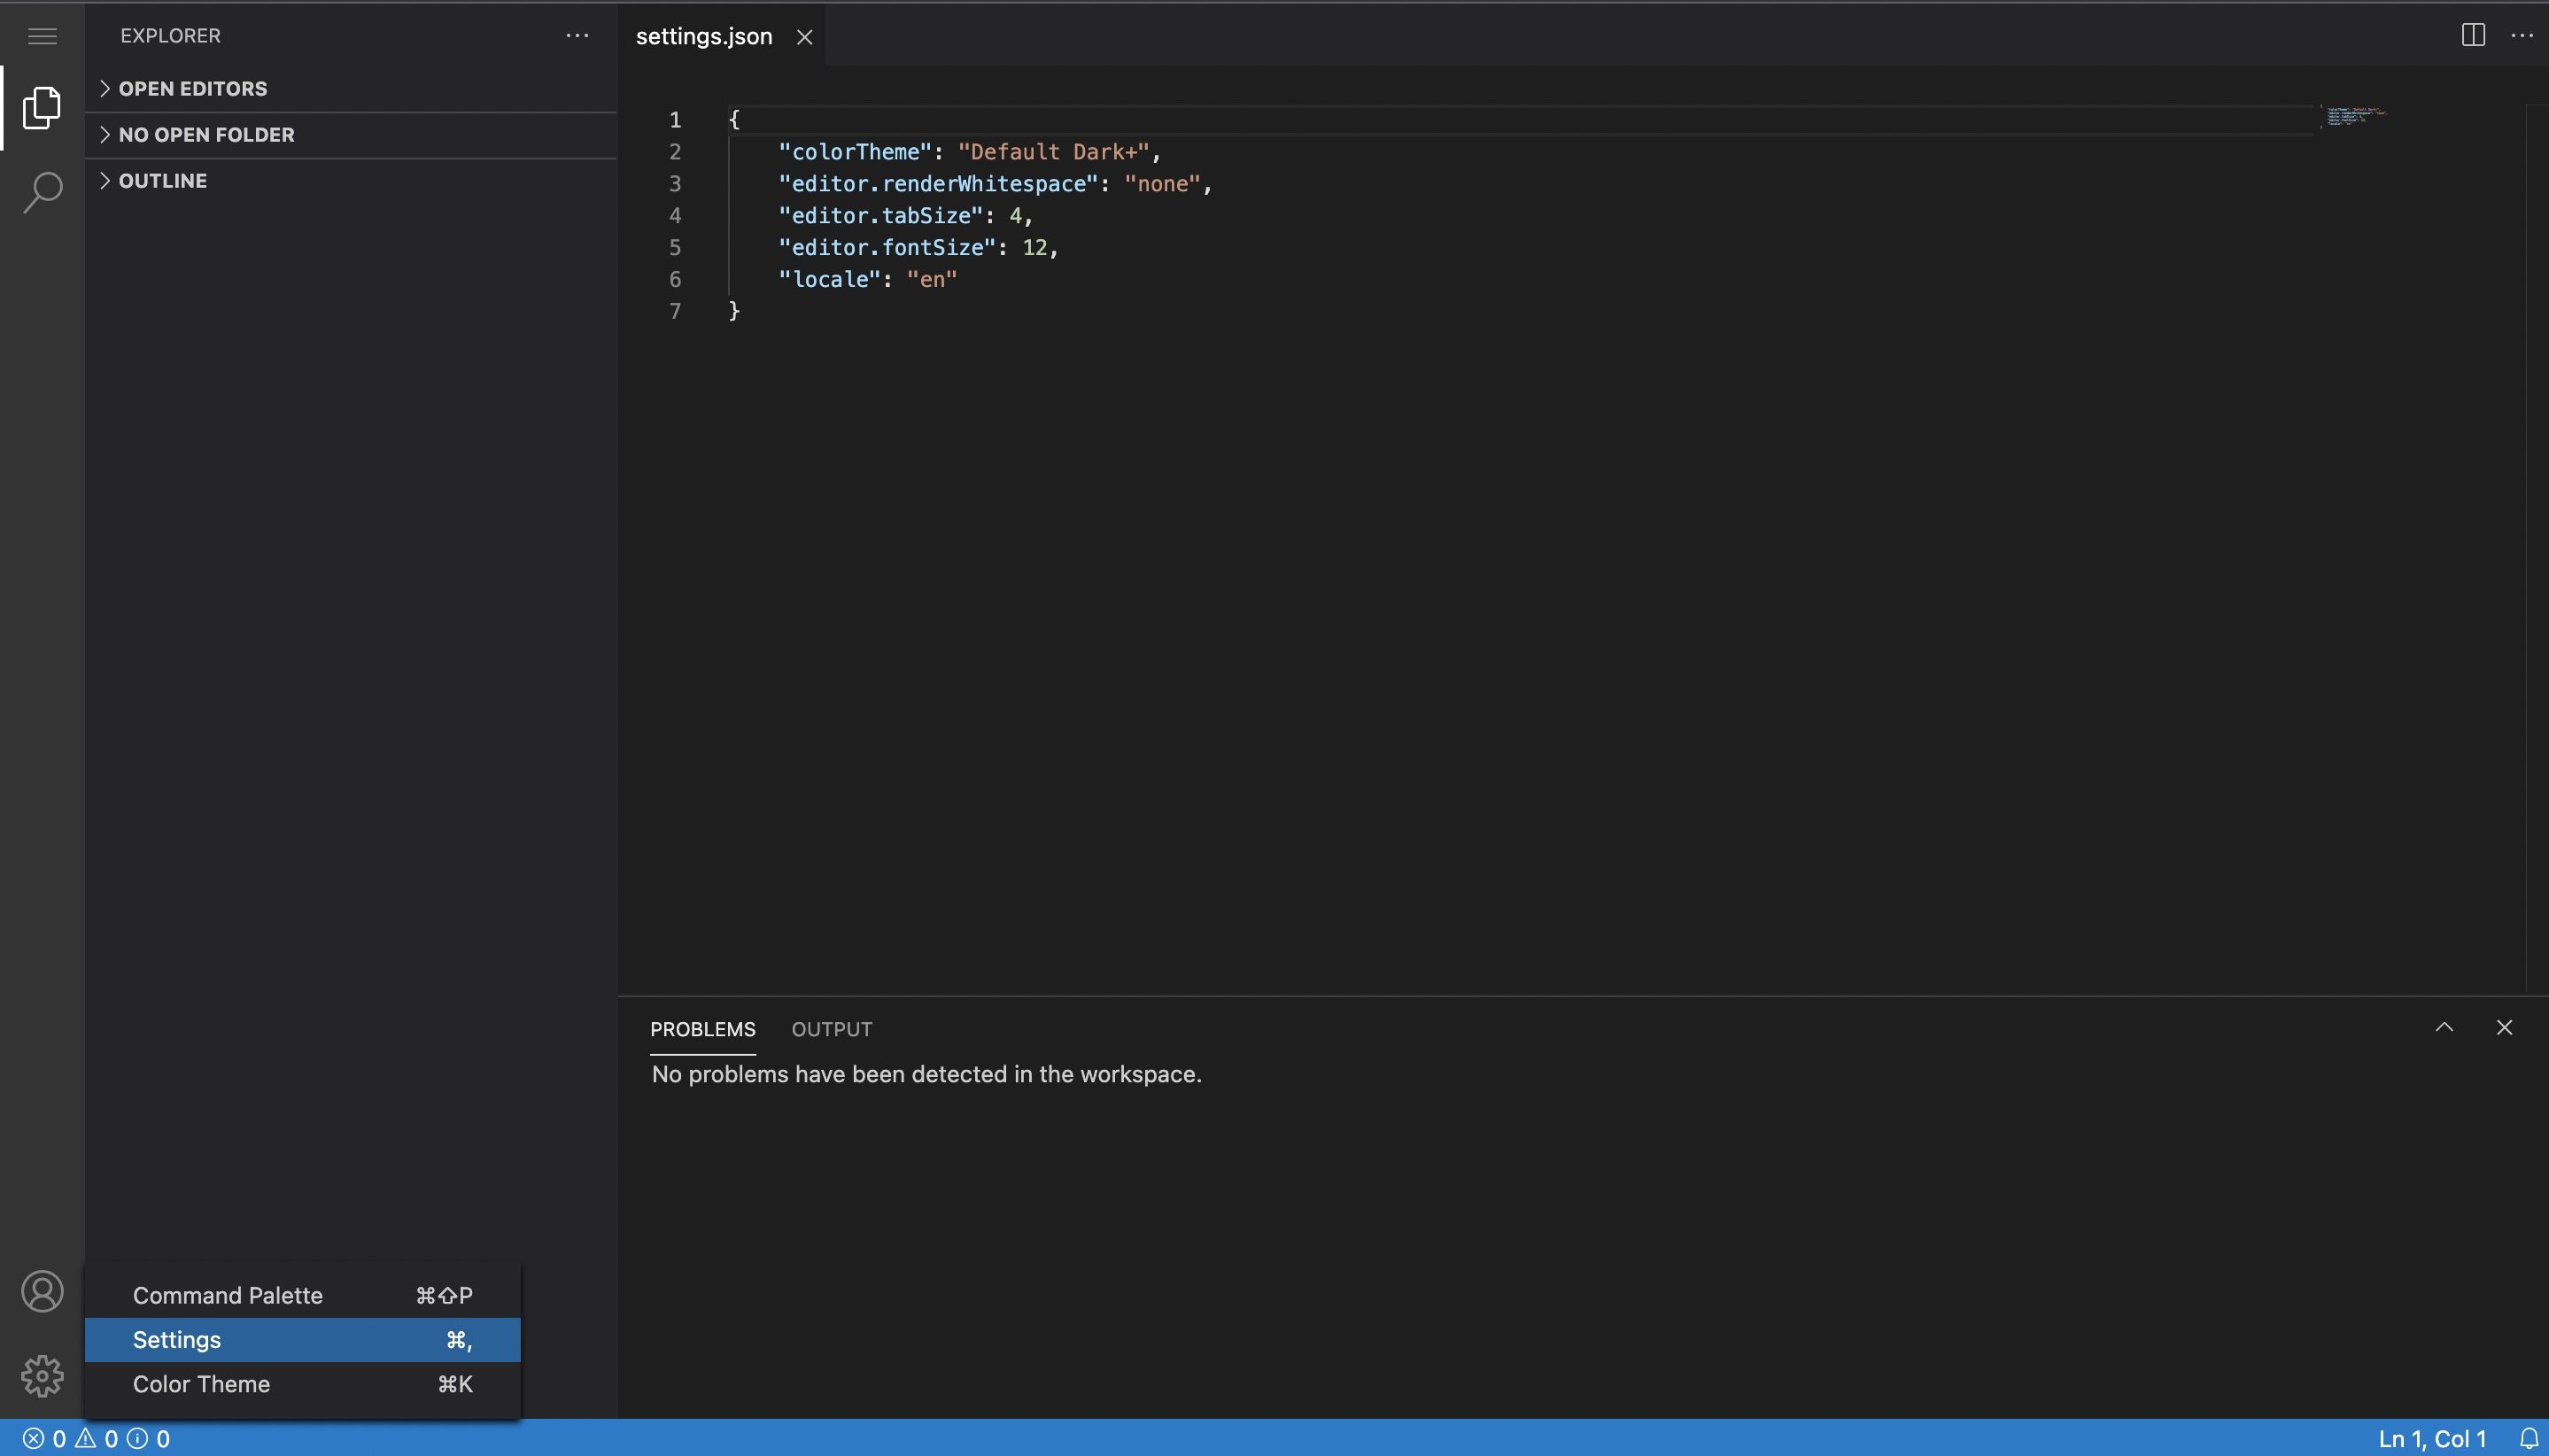 EXPLORER
OPEN EDITORS
NO OPEN FOLDER
OUTLINE
settings.json
1 {
2 "colorTheme": "Default Dark+",
3 "editor.renderWhitespace": "none",
4 "editor.tabSize": 4,
5 "editor.fontSize": 12,
6 "locale": "en"
7 }
PROBLEMS OUTPUT
No problems have been detected in the workspace.
Command Palette ⌘⇧P
Settings ⌘,
Color Theme ⌘K
0 0 0
Ln 1, Col 1